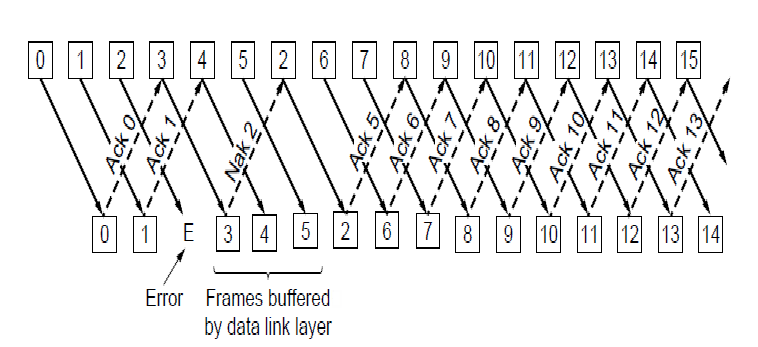 0 1 2 3 4 5 2 6 7 8 9 10 11 12 13 14 15
Ack 0 Ack 1 Nak 2 Ack 5 Ack 6 Ack 7 Ack 8 Ack 9 Ack 10 Ack 11 Ack 12 Ack 13
0 1 E 3 4 5 2 6 7 8 9 10 11 12 13 14
Error Frames buffered
by data link layer